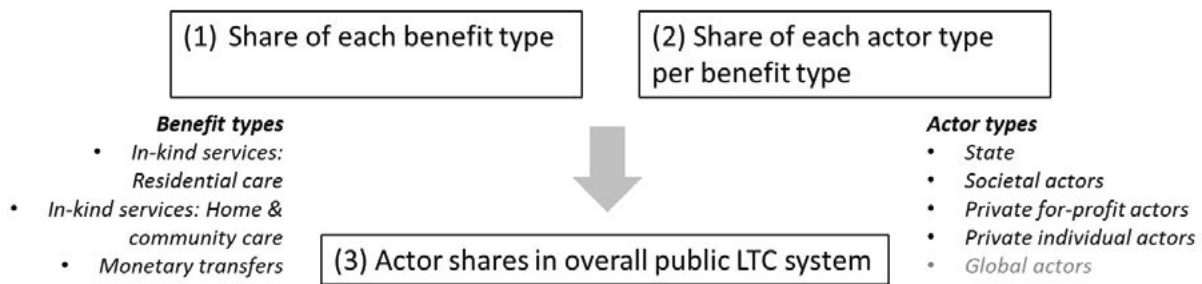 (1) Share of each benefit type
(2) Share of each actor type
per benefit type
Benefit types
• In-kind services:
Residential care
• In-kind services: Home &
community care
• Monetary transfers
Actor types
• State
• Societal actors
• Private for-profit actors
• Private individual actors
• Global actors
(3) Actor shares in overall public LTC system